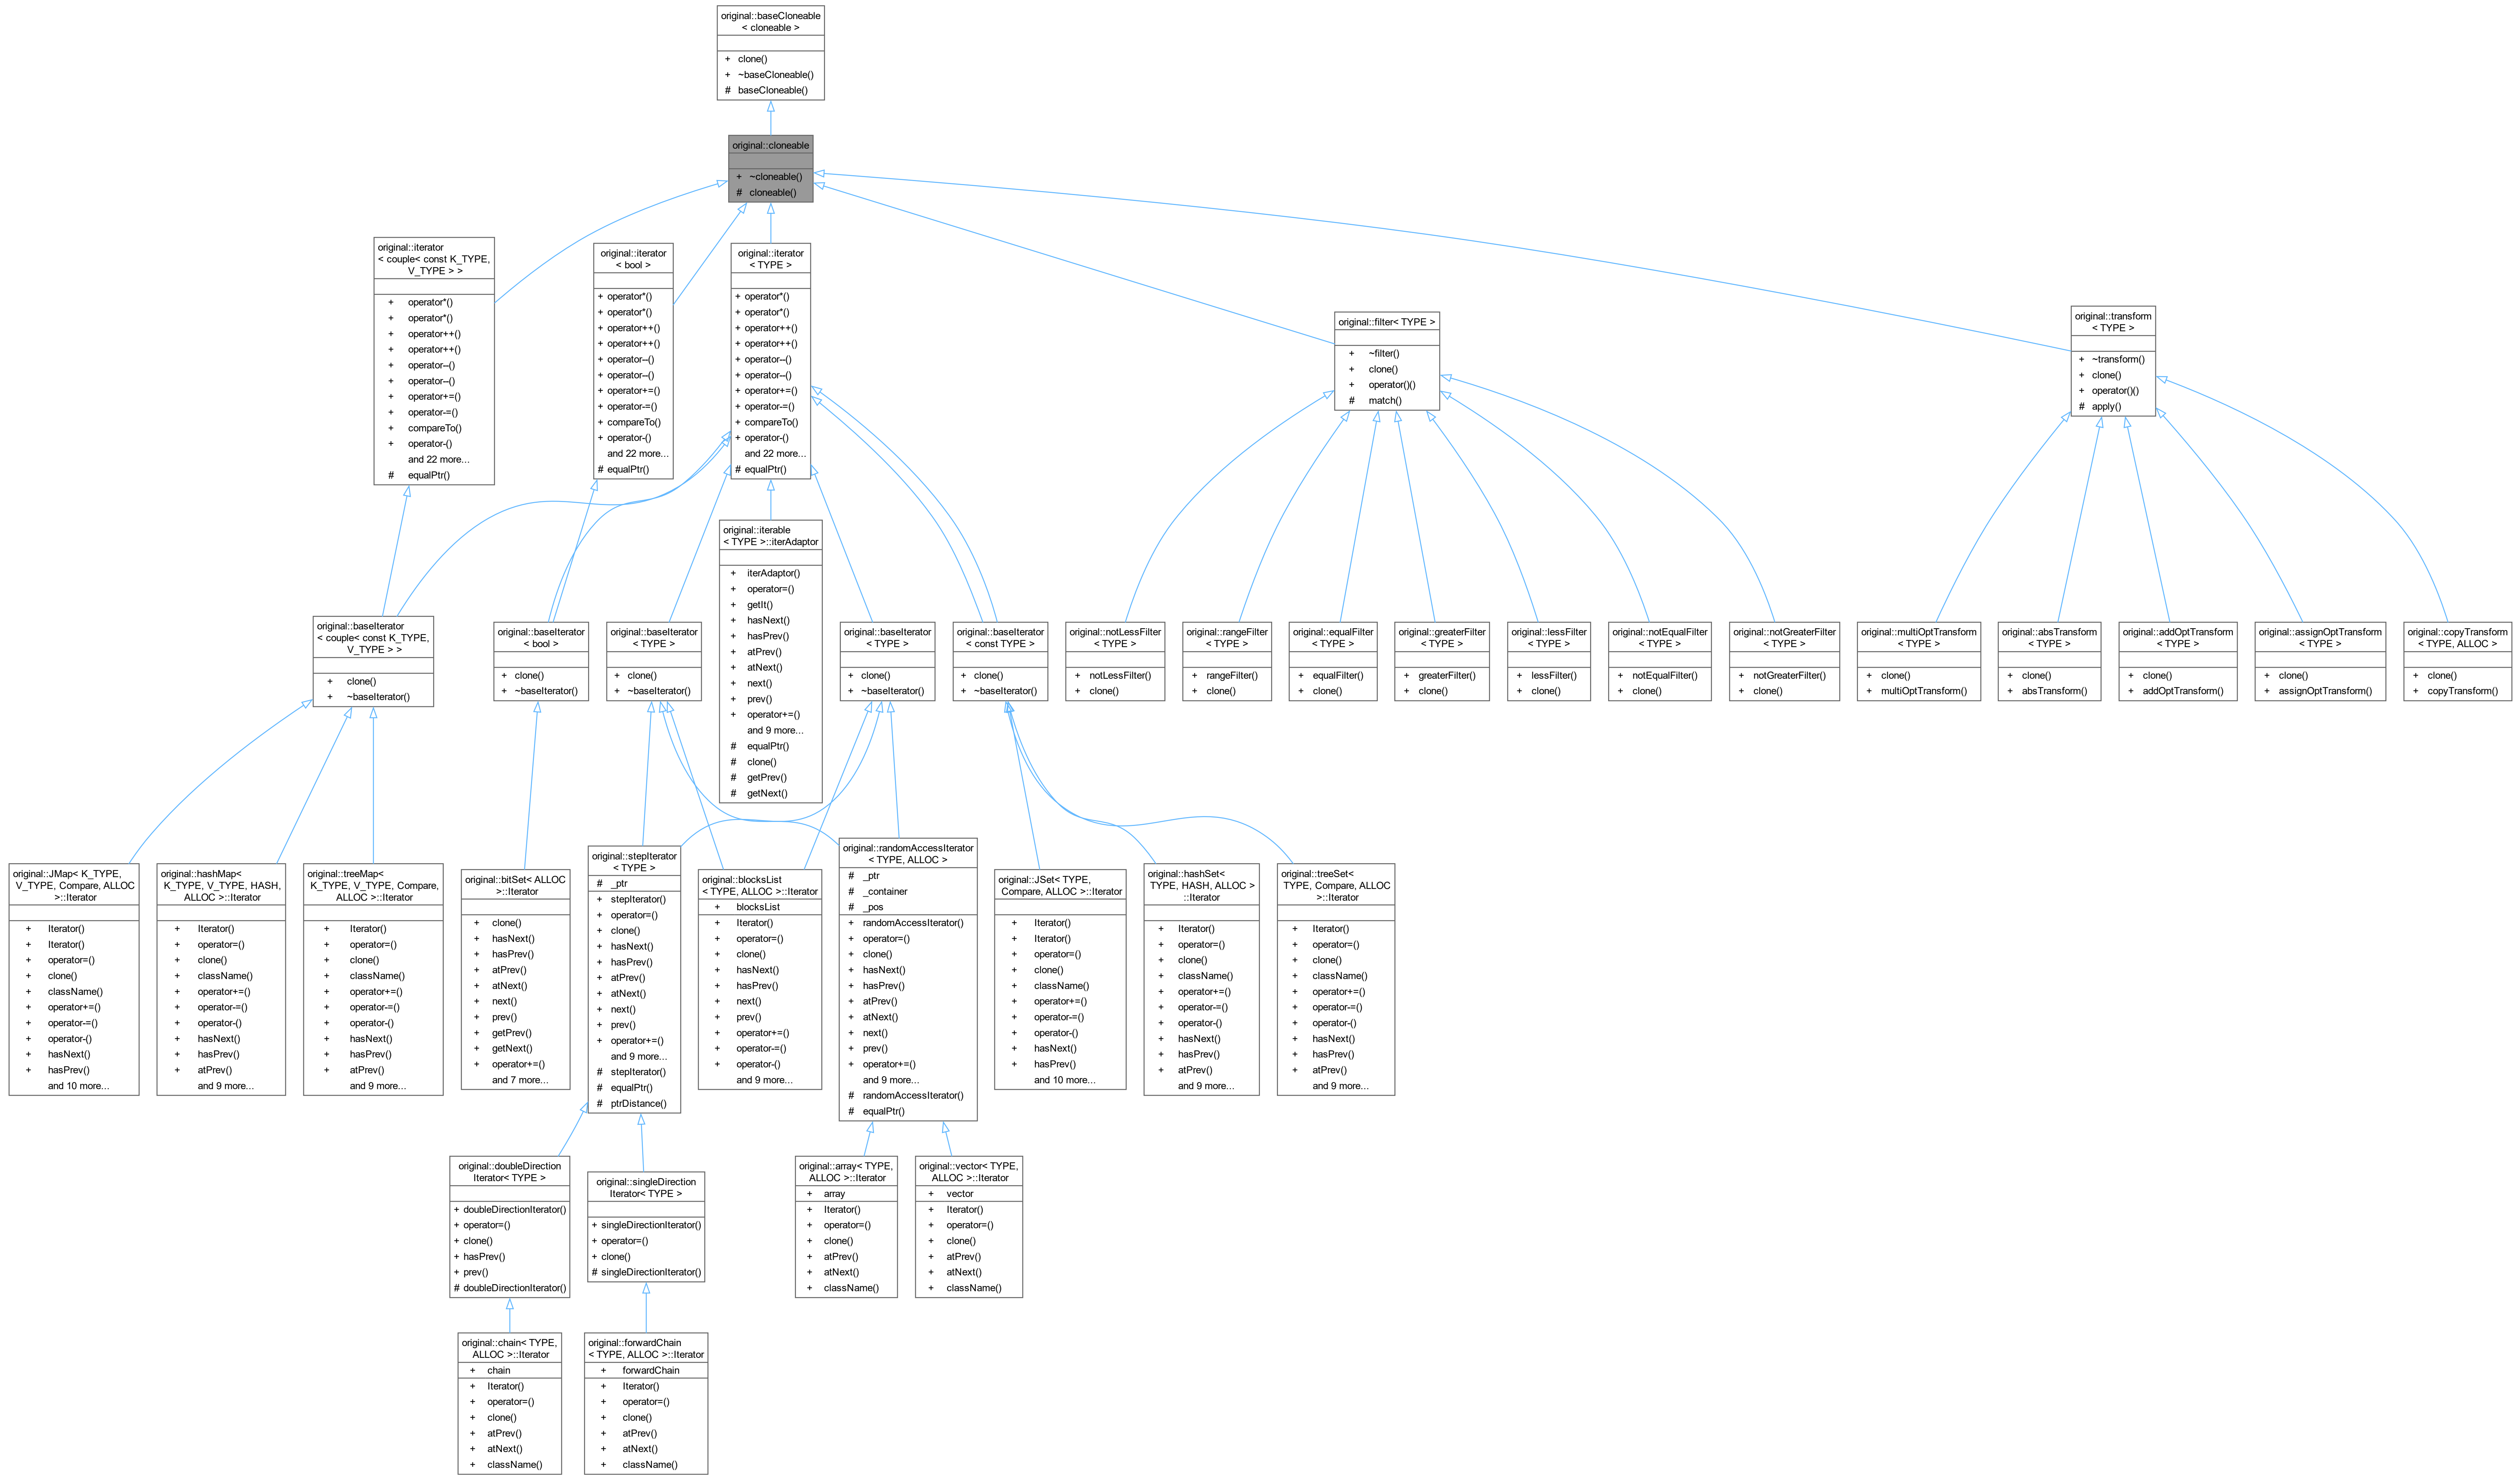 original::baseCloneable
< cloneable >
+ clone()
+ ~baseCloneable()
# baseCloneable()
original::cloneable
+ ~cloneable()
# cloneable()
original::iterator
< couple< const K_TYPE,
V_TYPE > >
+ operator*()
+ operator*()
+ operator++()
+ operator++()
+ operator--()
+ operator--()
+ operator+=()
+ operator-=()
+ compareTo()
+ operator-()
and 22 more...
# equalPtr()
original::iterator
< bool >
+ operator*()
+ operator*()
+ operator++()
+ operator++()
+ operator--()
+ operator--()
+ operator+=()
+ operator-=()
+ compareTo()
+ operator-()
and 22 more...
# equalPtr()
original::iterator
< TYPE >
+ operator*()
+ operator*()
+ operator++()
+ operator++()
+ operator--()
+ operator--()
+ operator+=()
+ operator-=()
+ compareTo()
+ operator-()
and 22 more...
# equalPtr()
original::filter< TYPE >
+ ~filter()
+ clone()
+ operator()()
# match()
original::transform
< TYPE >
+ ~transform()
+ clone()
+ operator()()
# apply()
original::iterable
< TYPE >::iterAdaptor
+ iterAdaptor()
+ operator=()
+ getIt()
+ hasNext()
+ hasPrev()
+ atPrev()
+ atNext()
+ next()
+ prev()
+ operator+=()
and 9 more...
# equalPtr()
# clone()
# getPrev()
# getNext()
original::baseIterator
< couple< const K_TYPE,
V_TYPE > >
+ clone()
+ ~baseIterator()
original::baseIterator
< bool >
+ clone()
+ ~baseIterator()
original::baseIterator
< TYPE >
+ clone()
+ ~baseIterator()
original::baseIterator
< TYPE >
+ clone()
+ ~baseIterator()
original::baseIterator
< const TYPE >
+ clone()
+ ~baseIterator()
original::notLessFilter
< TYPE >
+ notLessFilter()
+ clone()
original::rangeFilter
< TYPE >
+ rangeFilter()
+ clone()
original::equalFilter
< TYPE >
+ equalFilter()
+ clone()
original::greaterFilter
< TYPE >
+ greaterFilter()
+ clone()
original::lessFilter
< TYPE >
+ lessFilter()
+ clone()
original::notEqualFilter
< TYPE >
+ notEqualFilter()
+ clone()
original::notGreaterFilter
< TYPE >
+ notGreaterFilter()
+ clone()
original::multiOptTransform
< TYPE >
+ clone()
+ multiOptTransform()
original::absTransform
< TYPE >
+ clone()
+ absTransform()
original::addOptTransform
< TYPE >
+ clone()
+ addOptTransform()
original::assignOptTransform
< TYPE >
+ clone()
+ assignOptTransform()
original::copyTransform
< TYPE, ALLOC >
+ clone()
+ copyTransform()
original::JMap< K_TYPE,
V_TYPE, Compare, ALLOC
>::Iterator
+ Iterator()
+ Iterator()
+ operator=()
+ clone()
+ className()
+ operator+=()
+ operator-=()
+ operator-()
+ hasNext()
+ hasPrev()
and 10 more...
original::hashMap<
K_TYPE, V_TYPE, HASH,
ALLOC >::Iterator
+ Iterator()
+ operator=()
+ clone()
+ className()
+ operator+=()
+ operator-=()
+ operator-()
+ hasNext()
+ hasPrev()
+ atPrev()
and 9 more...
original::treeMap<
K_TYPE, V_TYPE, Compare,
ALLOC >::Iterator
+ Iterator()
+ operator=()
+ clone()
+ className()
+ operator+=()
+ operator-=()
+ operator-()
+ hasNext()
+ hasPrev()
+ atPrev()
and 9 more...
original::bitSet< ALLOC
>::Iterator
+ clone()
+ hasNext()
+ hasPrev()
+ atPrev()
+ atNext()
+ next()
+ prev()
+ getPrev()
+ getNext()
+ operator+=()
and 7 more...
original::stepIterator
< TYPE >
# _ptr
+ stepIterator()
+ operator=()
+ clone()
+ hasNext()
+ hasPrev()
+ atPrev()
+ atNext()
+ next()
+ prev()
+ operator+=()
and 9 more...
# stepIterator()
# equalPtr()
# ptrDistance()
original::blocksList
< TYPE, ALLOC >::Iterator
+ blocksList
+ Iterator()
+ operator=()
+ clone()
+ hasNext()
+ hasPrev()
+ next()
+ prev()
+ operator+=()
+ operator-=()
+ operator-()
and 9 more...
original::randomAccessIterator
< TYPE, ALLOC >
# _ptr
# _container
# _pos
+ randomAccessIterator()
+ operator=()
+ clone()
+ hasNext()
+ hasPrev()
+ atPrev()
+ atNext()
+ next()
+ prev()
+ operator+=()
and 9 more...
# randomAccessIterator()
# equalPtr()
original::JSet< TYPE,
Compare, ALLOC >::Iterator
+ Iterator()
+ Iterator()
+ operator=()
+ clone()
+ className()
+ operator+=()
+ operator-=()
+ operator-()
+ hasNext()
+ hasPrev()
and 10 more...
original::hashSet<
TYPE, HASH, ALLOC >
::Iterator
+ Iterator()
+ operator=()
+ clone()
+ className()
+ operator+=()
+ operator-=()
+ operator-()
+ hasNext()
+ hasPrev()
+ atPrev()
and 9 more...
original::treeSet<
TYPE, Compare, ALLOC
>::Iterator
+ Iterator()
+ operator=()
+ clone()
+ className()
+ operator+=()
+ operator-=()
+ operator-()
+ hasNext()
+ hasPrev()
+ atPrev()
and 9 more...
original::doubleDirection
Iterator< TYPE >
+ doubleDirectionIterator()
+ operator=()
+ clone()
+ hasPrev()
+ prev()
# doubleDirectionIterator()
original::singleDirection
Iterator< TYPE >
+ singleDirectionIterator()
+ operator=()
+ clone()
# singleDirectionIterator()
original::array< TYPE,
ALLOC >::Iterator
+ array
+ Iterator()
+ operator=()
+ clone()
+ atPrev()
+ atNext()
+ className()
original::vector< TYPE,
ALLOC >::Iterator
+ vector
+ Iterator()
+ operator=()
+ clone()
+ atPrev()
+ atNext()
+ className()
original::chain< TYPE,
ALLOC >::Iterator
+ chain
+ Iterator()
+ operator=()
+ clone()
+ atPrev()
+ atNext()
+ className()
original::forwardChain
< TYPE, ALLOC >::Iterator
+ forwardChain
+ Iterator()
+ operator=()
+ clone()
+ atPrev()
+ atNext()
+ className()